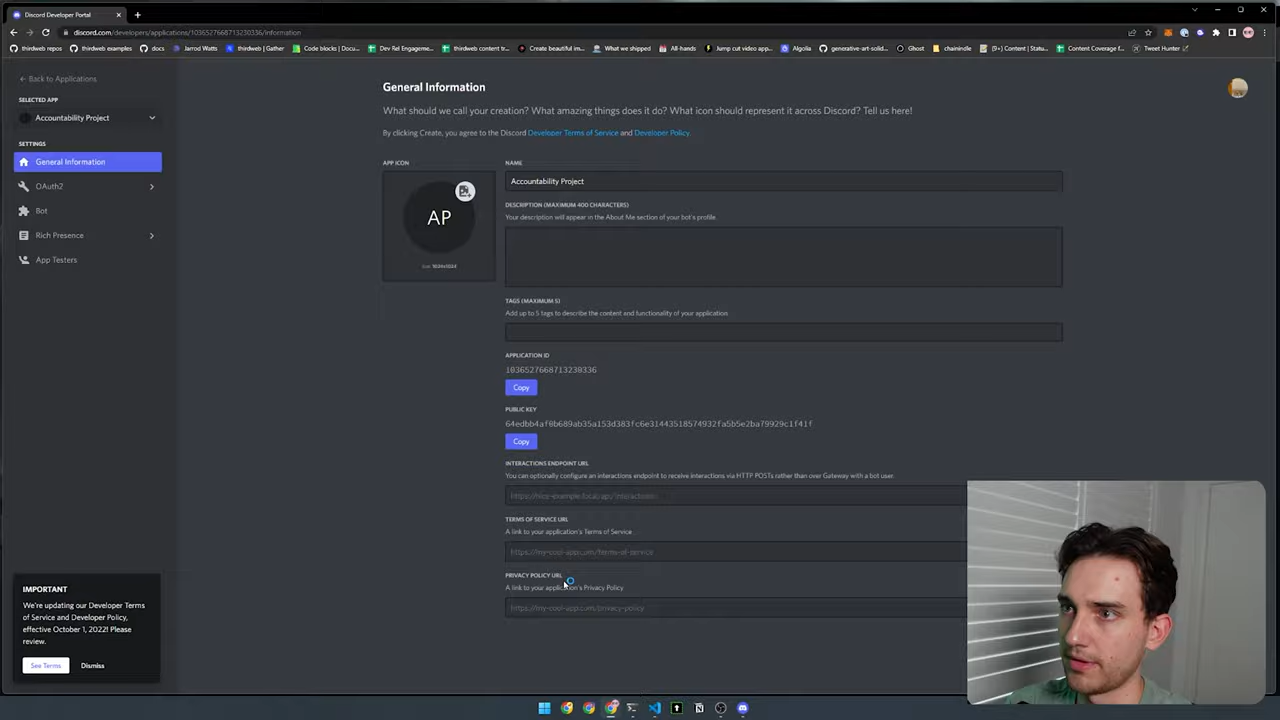 Discord Developer Portal
discord.com/developers/applications/1036527668713230336/information
thirdweb repos
thirdweb examples
docs
Jarrod Watts
thirdweb | Gather
Code blocks | Docu...
Dev Rel Engageme...
thirdweb content tr...
Create beautiful im...
What we shipped
All-hands
Jump cut video app...
Algolia
generative-art-solid...
Ghost
chainindle
(9+) Content | Statu...
Content Coverage f...
Tweet Hunter
← Back to Applications
SELECTED APP
Accountability Project
SETTINGS
General Information
OAuth2
Bot
Rich Presence
App Testers
General Information
What should we call your creation? What amazing things does it do? What icon should represent it across Discord? Tell us here!
By clicking Create, you agree to the Discord Developer Terms of Service and Developer Policy.
APP ICON
AP
Size: 1024x1024
NAME
Accountability Project
DESCRIPTION (MAXIMUM 400 CHARACTERS)
Your description will appear in the About Me section of your bot's profile.
TAGS (MAXIMUM 5)
Add up to 5 tags to describe the content and functionality of your application.
APPLICATION ID
1036527668713230336
Copy
PUBLIC KEY
64edbb4af0b689ab35a153d383fc6e31443518574932fa5b5e2ba79929c1f41f
Copy
INTERACTIONS ENDPOINT URL
You can optionally configure an interactions endpoint to receive interactions via HTTP POSTs rather than over Gateway with a bot user.
https://nice-example.local/api/interactions
TERMS OF SERVICE URL
A link to your application's Terms of Service
https://my-cool-app.com/terms-of-service
PRIVACY POLICY URL
A link to your application's Privacy Policy
https://my-cool-app.com/privacy-policy
IMPORTANT
We're updating our Developer Terms
of Service and Developer Policy,
effective October 1, 2022! Please
review.
See Terms
Dismiss